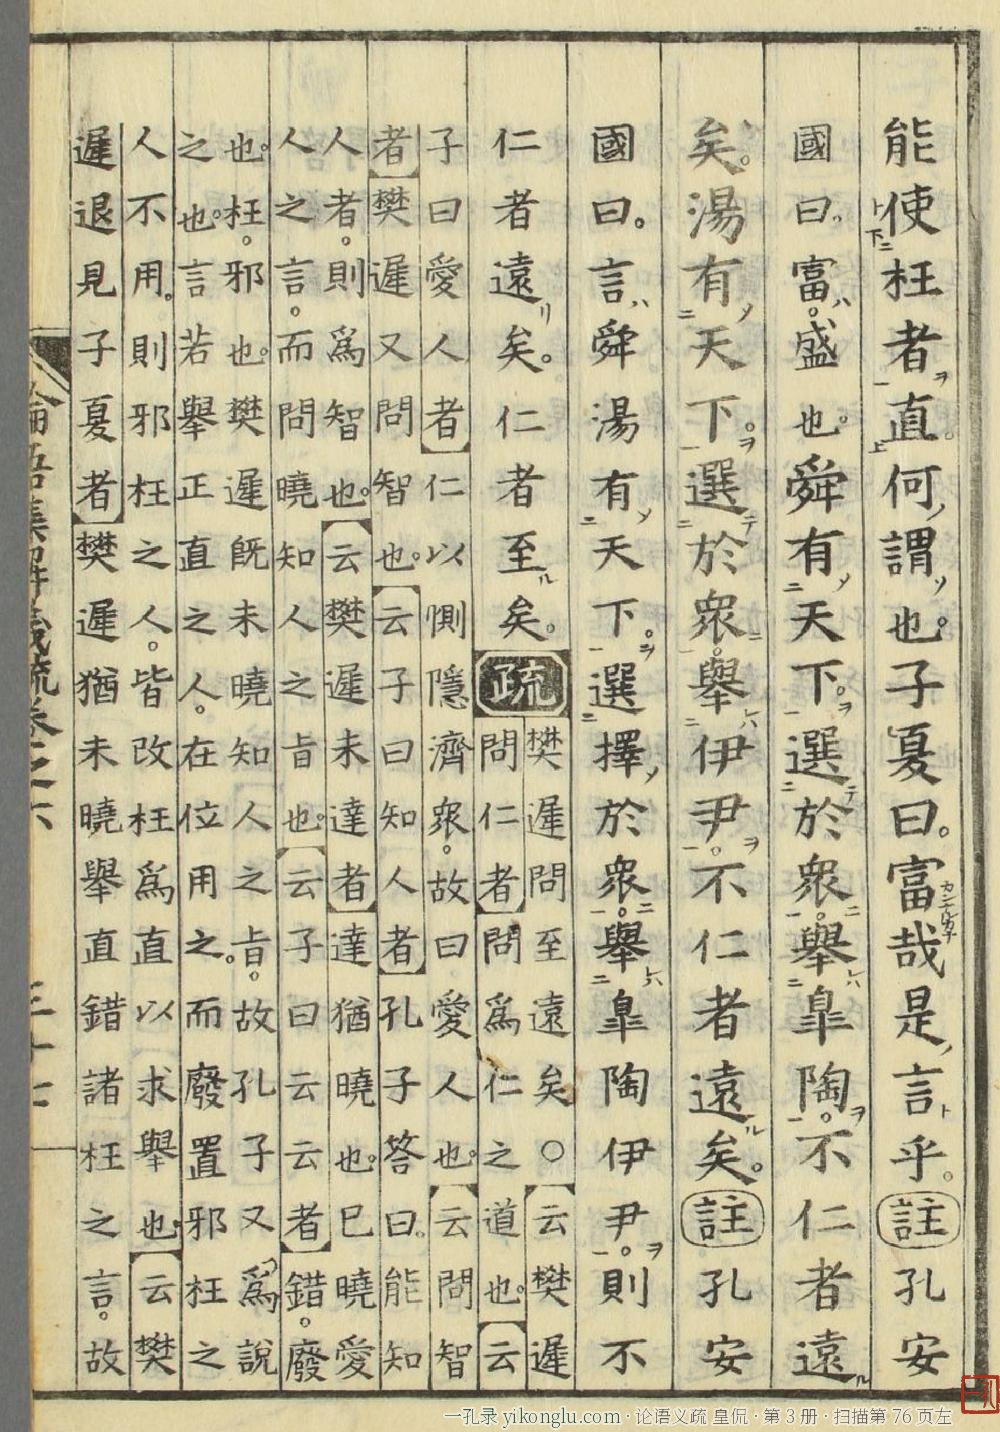 能使枉者直何謂也子夏曰富哉是言乎註孔安
國曰富盛也舜有天下選於衆舉皐陶不仁者遠
矣湯有天下選於衆舉伊尹不仁者遠矣註孔安
國曰言舜湯有天下選擇於衆舉皐陶伊尹則不
仁者遠矣仁者至矣疏
樊遲問至遠矣○云樊遲
問仁者問爲仁之道也云
子曰愛人者仁以惻隱濟衆故曰愛人也云問智
者樊遲又問智也云子曰知人者孔子答曰能知
人者則爲智也云樊遲未達者達猶曉也已曉愛
人之言而問曉知人之旨也云子曰云云者錯廢
也枉邪也樊遲既未曉知人之旨故孔子又爲說
之也言若舉正直之人在位用之而廢置邪枉之
人不用則邪枉之人皆改枉爲直以求舉也云樊
遲退見子夏者樊遲猶未曉舉直錯諸枉之言故
論語集解義疏卷之六 三十七
一孔录 yikonglu.com · 论语义疏 皇侃 · 第 3 册 · 扫描第 76 页左